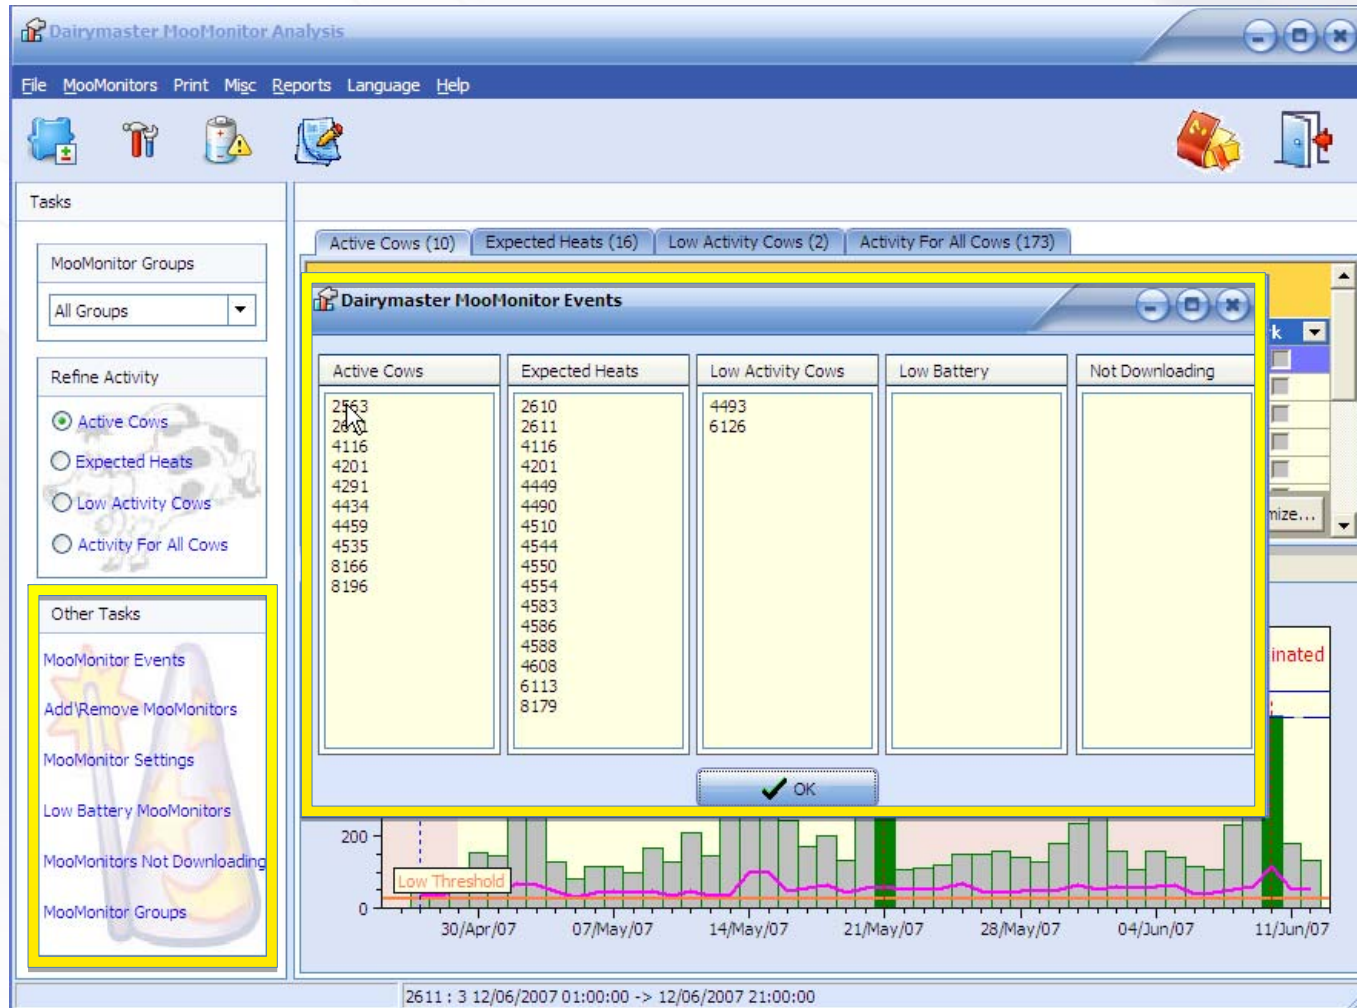 Dairymaster MooMonitor Analysis
File MooMonitors Print Misc Reports Language Help
Tasks
MooMonitor Groups
All Groups
Refine Activity
Active Cows
Expected Heats
Low Activity Cows
Activity For All Cows
Other Tasks
MooMonitor Events
Add\Remove MooMonitors
MooMonitor Settings
Low Battery MooMonitors
MooMonitors Not Downloading
MooMonitor Groups
Active Cows (10) Expected Heats (16) Low Activity Cows (2) Activity For All Cows (173)
Dairymaster MooMonitor Events
Active Cows
2563
4116
4201
4291
4434
4459
4535
8166
8196
Expected Heats
2610
2611
4116
4201
4449
4490
4510
4544
4550
4554
4583
4586
4588
4608
6113
8179
Low Activity Cows
4493
6126
Low Battery
Not Downloading
OK
200
0
Low Threshold
30/Apr/07 07/May/07 14/May/07 21/May/07 28/May/07 04/Jun/07 11/Jun/07
2611 : 3 12/06/2007 01:00:00 -> 12/06/2007 21:00:00